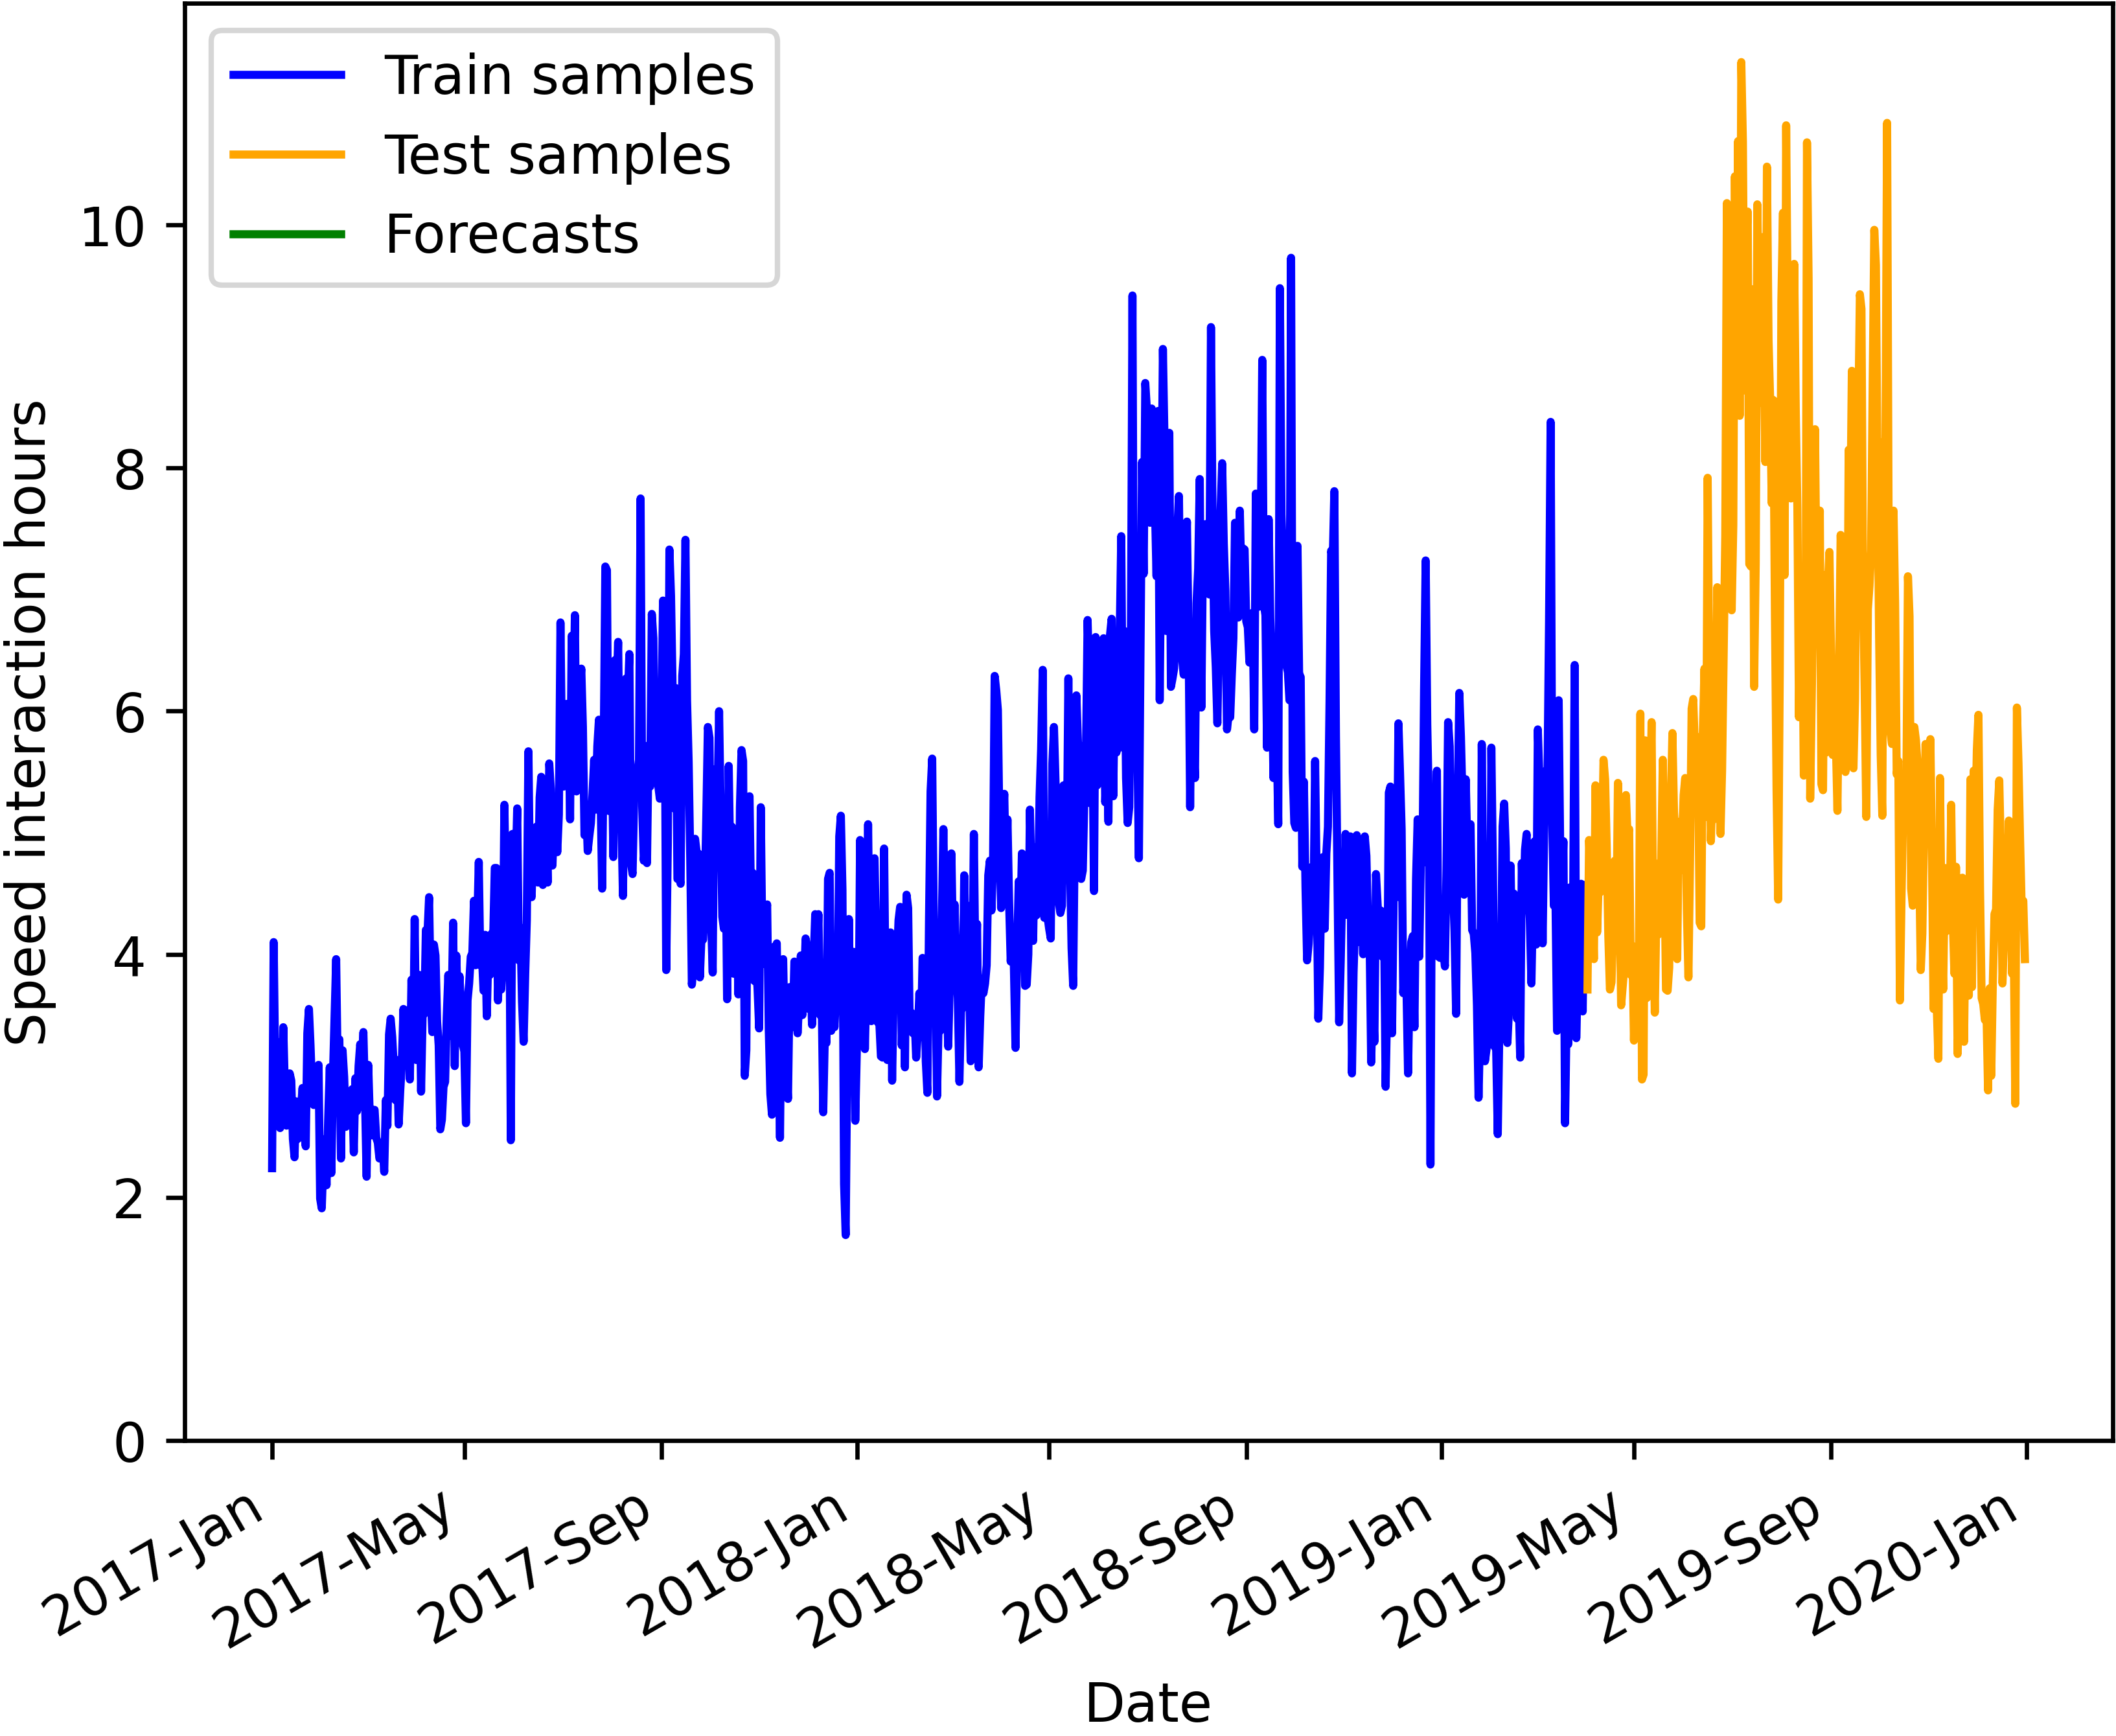 Train samples
Test samples
Forecasts
Speed interaction hours
10
8
6
4
2
0
2017-Jan
2017-May
2017-Sep
2018-Jan
2018-May
2018-Sep
2019-Jan
2019-May
2019-Sep
2020-Jan
Date